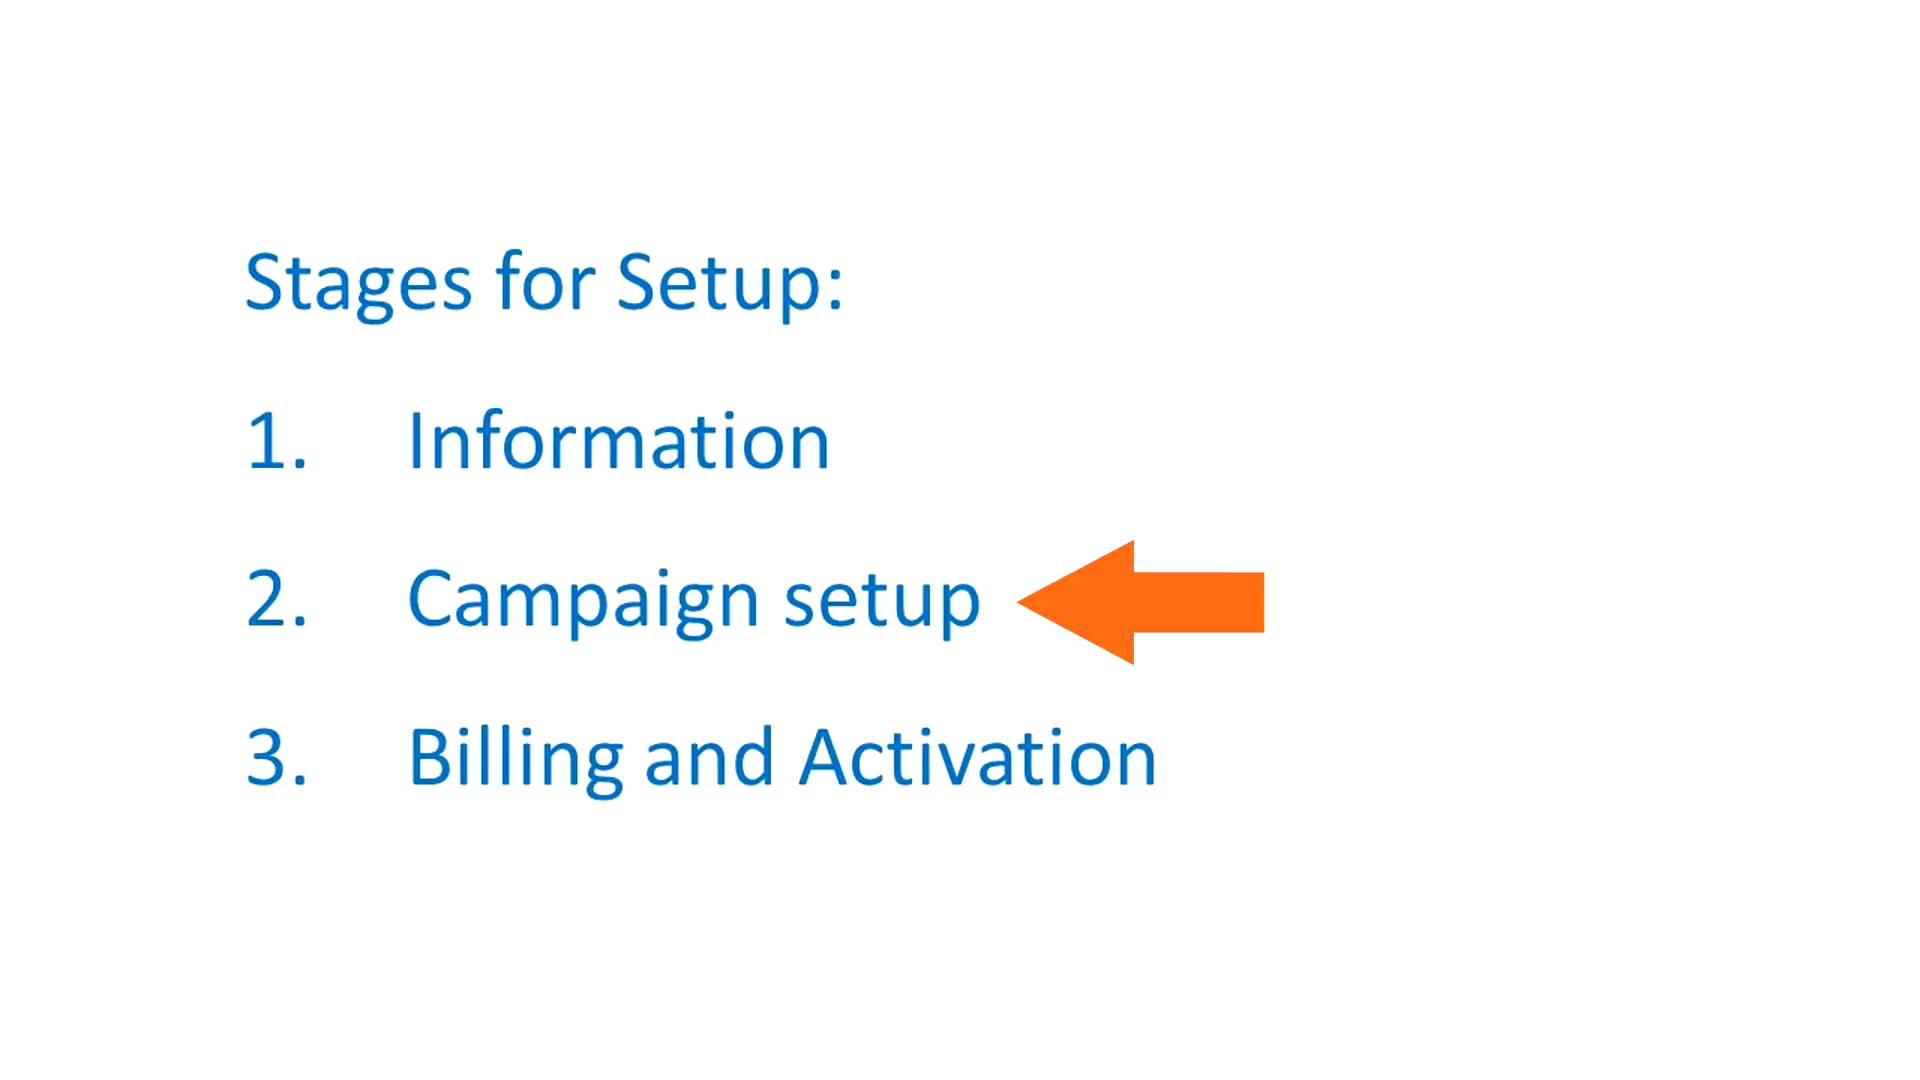 Stages for Setup:
1. Information
2. Campaign setup
3. Billing and Activation